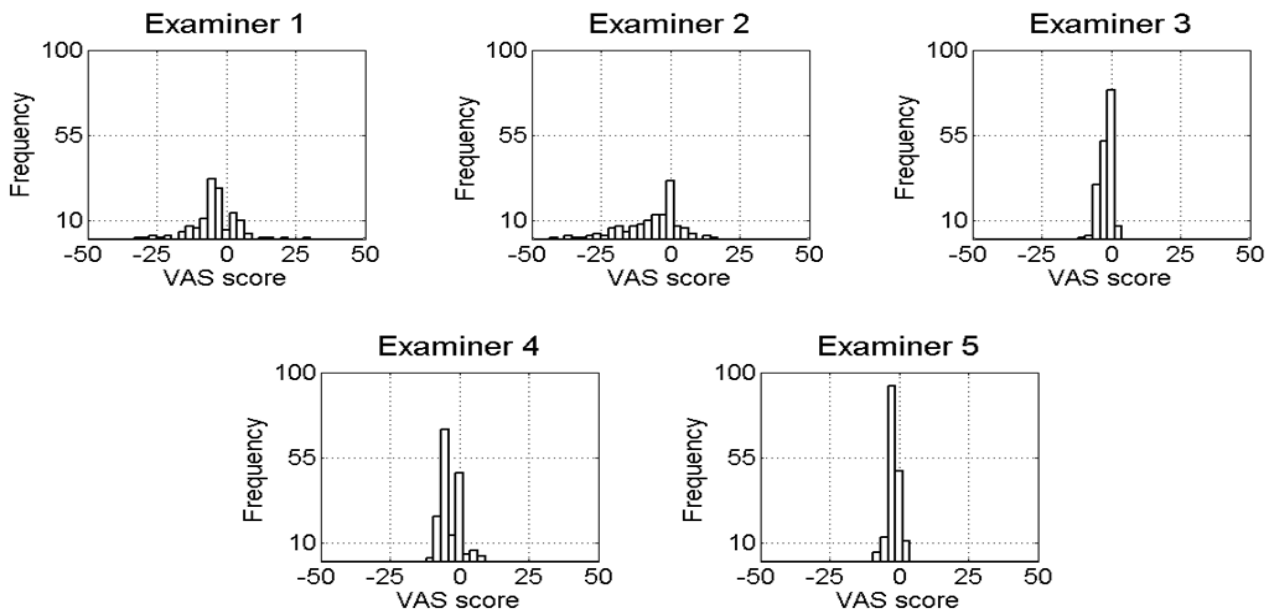 Examiner 1
Frequency
100
55
10
-50 -25 0 25 50
VAS score
Examiner 2
Frequency
100
55
10
-50 -25 0 25 50
VAS score
Examiner 3
Frequency
100
55
10
-50 -25 0 25 50
VAS score
Examiner 4
Frequency
100
55
10
-50 -25 0 25 50
VAS score
Examiner 5
Frequency
100
55
10
-50 -25 0 25 50
VAS score